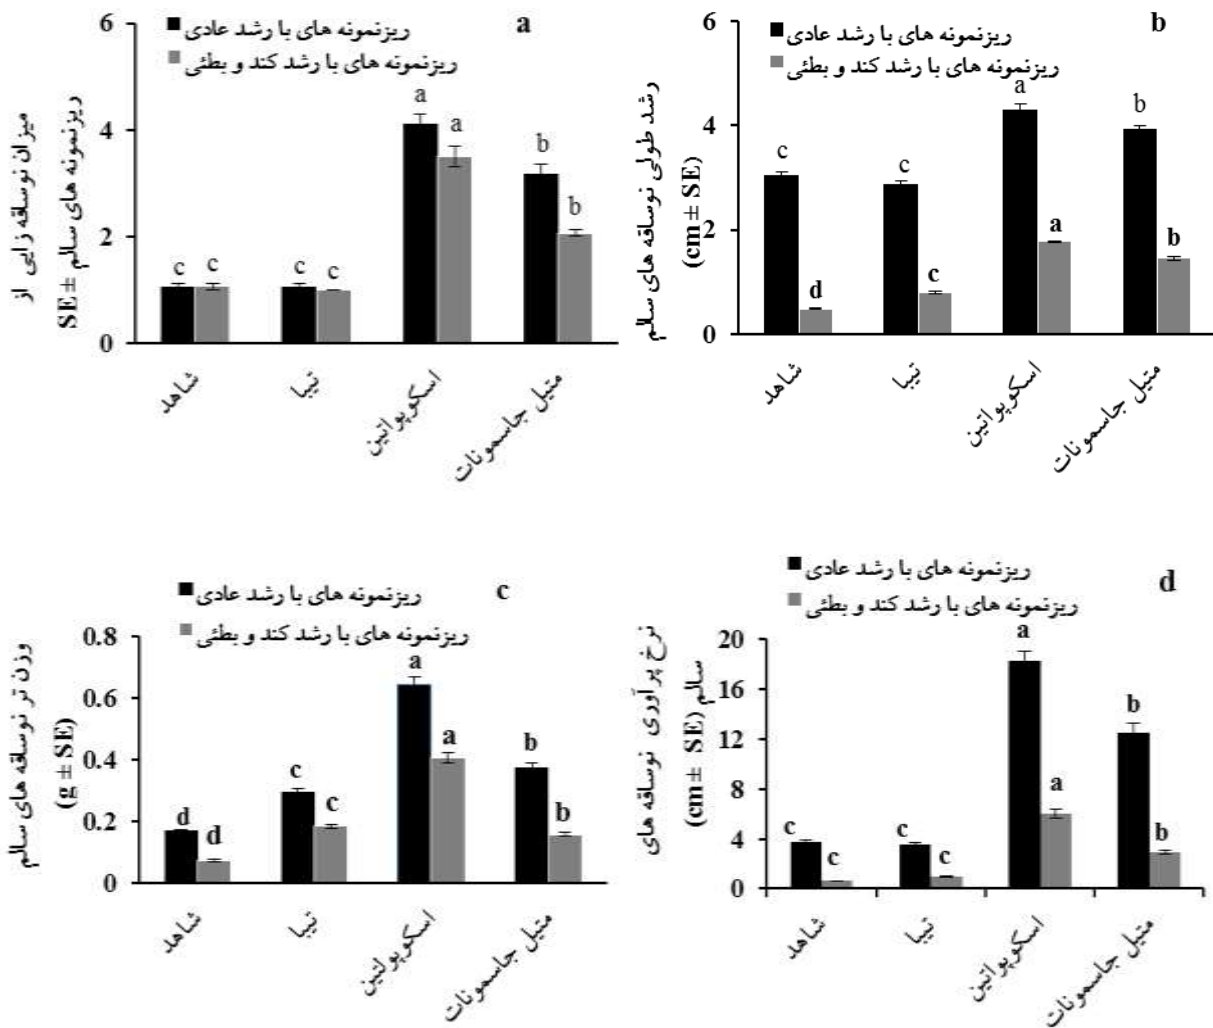 a
ریزنمونه های با رشد عادی
ریزنمونه های با رشد کند و بطئی
میزان نوساقه زایی از
ریزنمونه های سالم ± SE
6
4
2
0
c c
c c
a a
b b
شاهد
تیبا
اسکوپواتین
متیل جاسمونات
b
ریزنمونه های با رشد عادی
ریزنمونه های با رشد کند و بطئی
رشد طولی نوساقه های سالم
(cm ± SE)
6
4
2
0
c d
c c
a a
b b
شاهد
تیبا
اسکوپواتین
متیل جاسمونات
c
ریزنمونه های با رشد عادی
ریزنمونه های با رشد کند و بطئی
وزن تر نوساقه های سالم
(g ± SE)
0.8
0.6
0.4
0.2
0
d d
c c
a a
b b
شاهد
تیبا
اسکوپولتین
متیل جاسمونات
d
ریزنمونه های با رشد عادی
ریزنمونه های با رشد کند و بطئی
نرخ پرآوری نوساقه های
سالم (cm ± SE)
20
16
12
8
4
0
c c
c c
a a
b b
شاهد
تیبا
اسکوپواتین
متیل جاسمونات